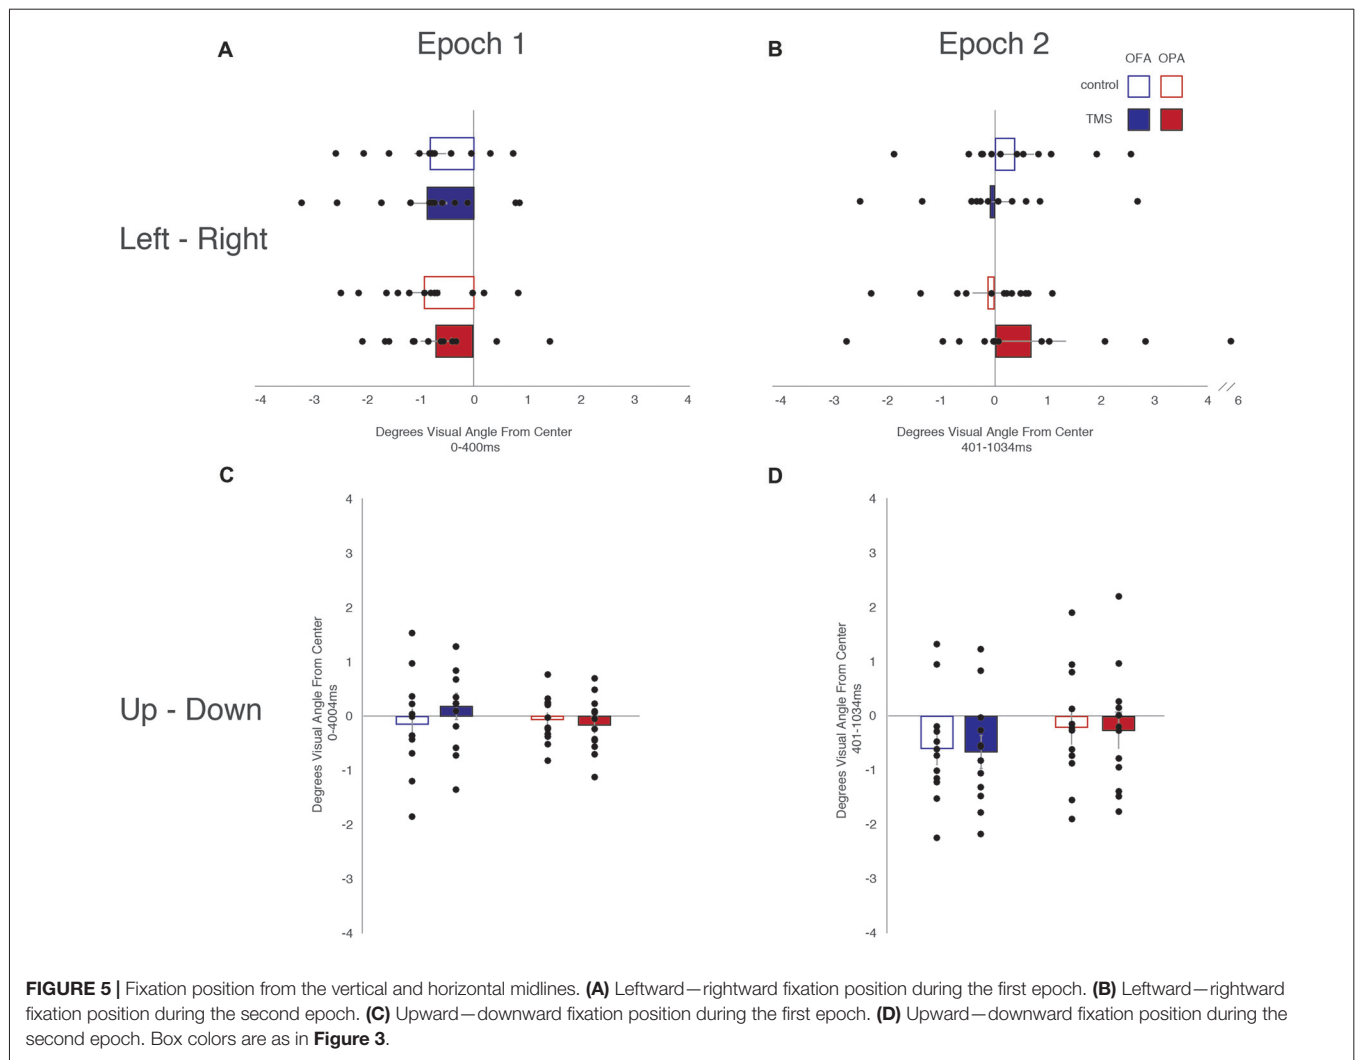 A
Epoch 1
B
Epoch 2
OFA OPA
control
TMS
Left - Right
-4 -3 -2 -1 0 1 2 3 4
Degrees Visual Angle From Center
0-400ms
-4 -3 -2 -1 0 1 2 3 4 // 6
Degrees Visual Angle From Center
401-1034ms
C
D
Up - Down
4
3
2
1
0
-1
-2
-3
-4
Degrees Visual Angle From Center
0-4004ms
4
3
2
1
0
-1
-2
-3
-4
Degrees Visual Angle From Center
401-1034ms
FIGURE 5 | Fixation position from the vertical and horizontal midlines. (A) Leftward—rightward fixation position during the first epoch. (B) Leftward—rightward
fixation position during the second epoch. (C) Upward—downward fixation position during the first epoch. (D) Upward—downward fixation position during the
second epoch. Box colors are as in Figure 3.